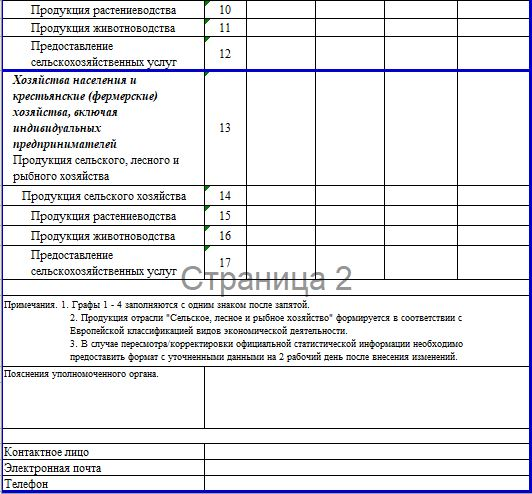 Продукция растениеводства 10
Продукция животноводства 11
Предоставление
сельскохозяйственных услуг 12
Хозяйства населения и
крестьянские (фермерские)
хозяйства, включая
индивидуальных 13
предпринимателей
Продукция сельского, лесного и
рыбного хозяйства
Продукция сельского хозяйства 14
Продукция растениеводства 15
Продукция животноводства 16
Предоставление
сельскохозяйственных услуг 17
Страница 2
Примечания. 1. Графы 1 - 4 заполняются с одним знаком после запятой.
2. Продукция отрасли "Сельское, лесное и рыбное хозяйство" формируется в соответствии с
Европейской классификацией видов экономической деятельности.
3. В случае пересмотра/корректировки официальной статистической информации необходимо
предоставить формат с уточненными данными на 2 рабочий день после внесения изменений.
Пояснения уполномоченного органа.
Контактное лицо
Электронная почта
Телефон